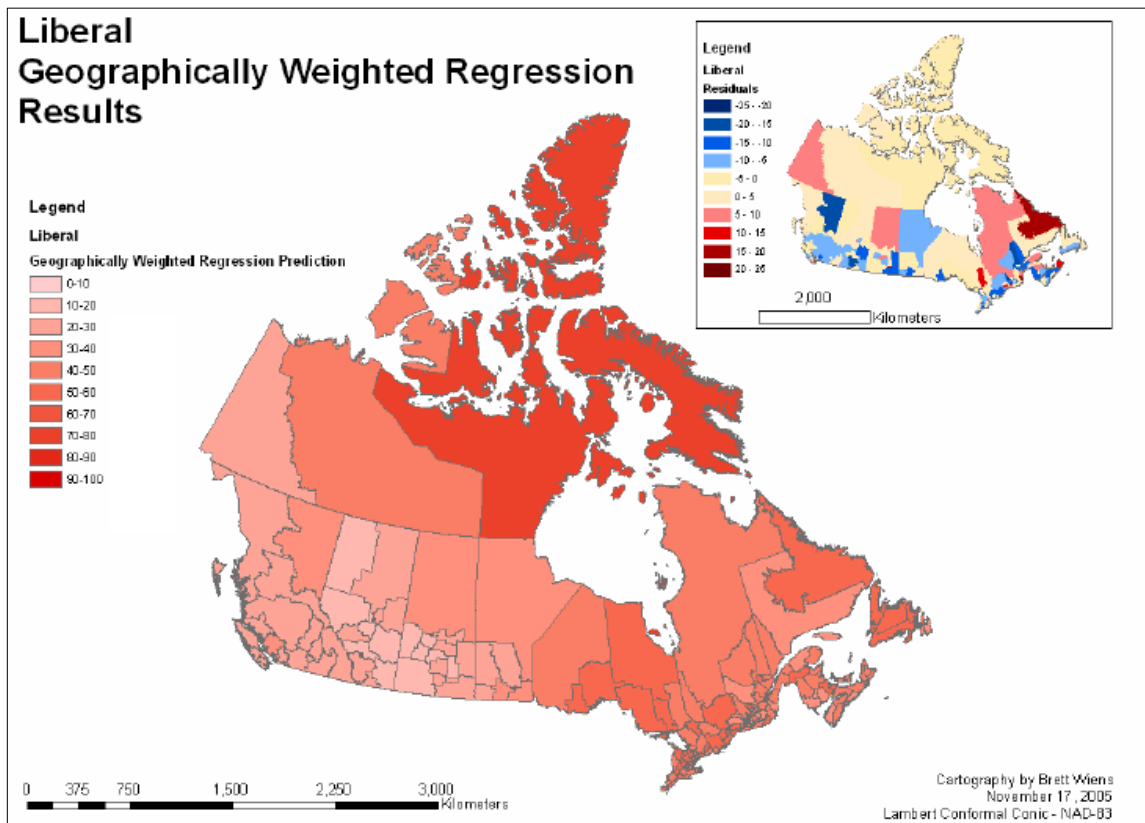 Liberal
Geographically Weighted Regression
Results
Legend
Liberal
Residuals
-25 - -20
-20 - -15
-15 - -10
-10 - -5
-5 - 0
0 - 5
5 - 10
10 - 15
15 - 20
20 - 25
2,000
Kilometers
Legend
Liberal
Geographically Weighted Regression Prediction
0-10
10-20
20-30
30-40
40-50
50-60
60-70
70-80
80-90
90-100
0 375 750 1,500 2,250 3,000
Kilometers
Cartography by Brett Wiens
November 17, 2005
Lambert Conformal Conic - NAD-83